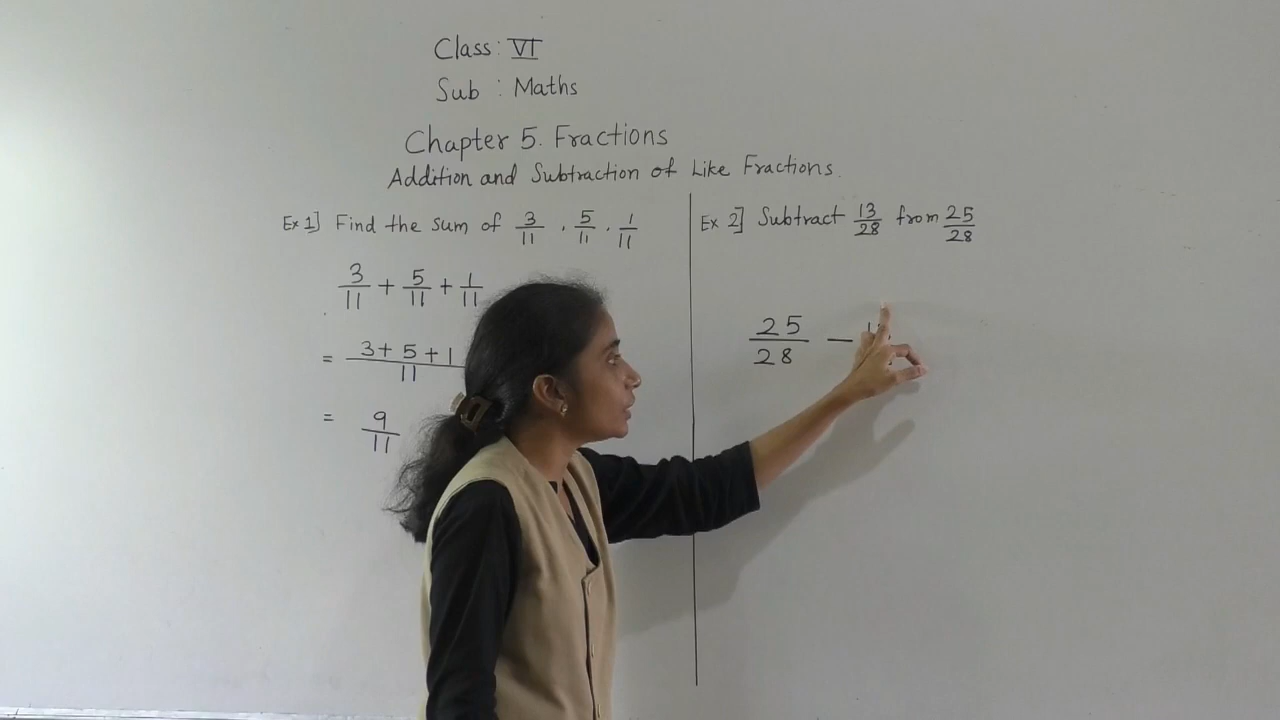 Class: VI
Sub : Maths
Chapter 5. Fractions
Addition and Subtraction of Like Fractions.
Ex 1] Find the sum of 3/11 , 5/11 , 1/11
3/11 + 5/11 + 1/11
= 3+5+1/11
= 9/11
Ex 2] Subtract 13/28 from 25/28
25/28 —